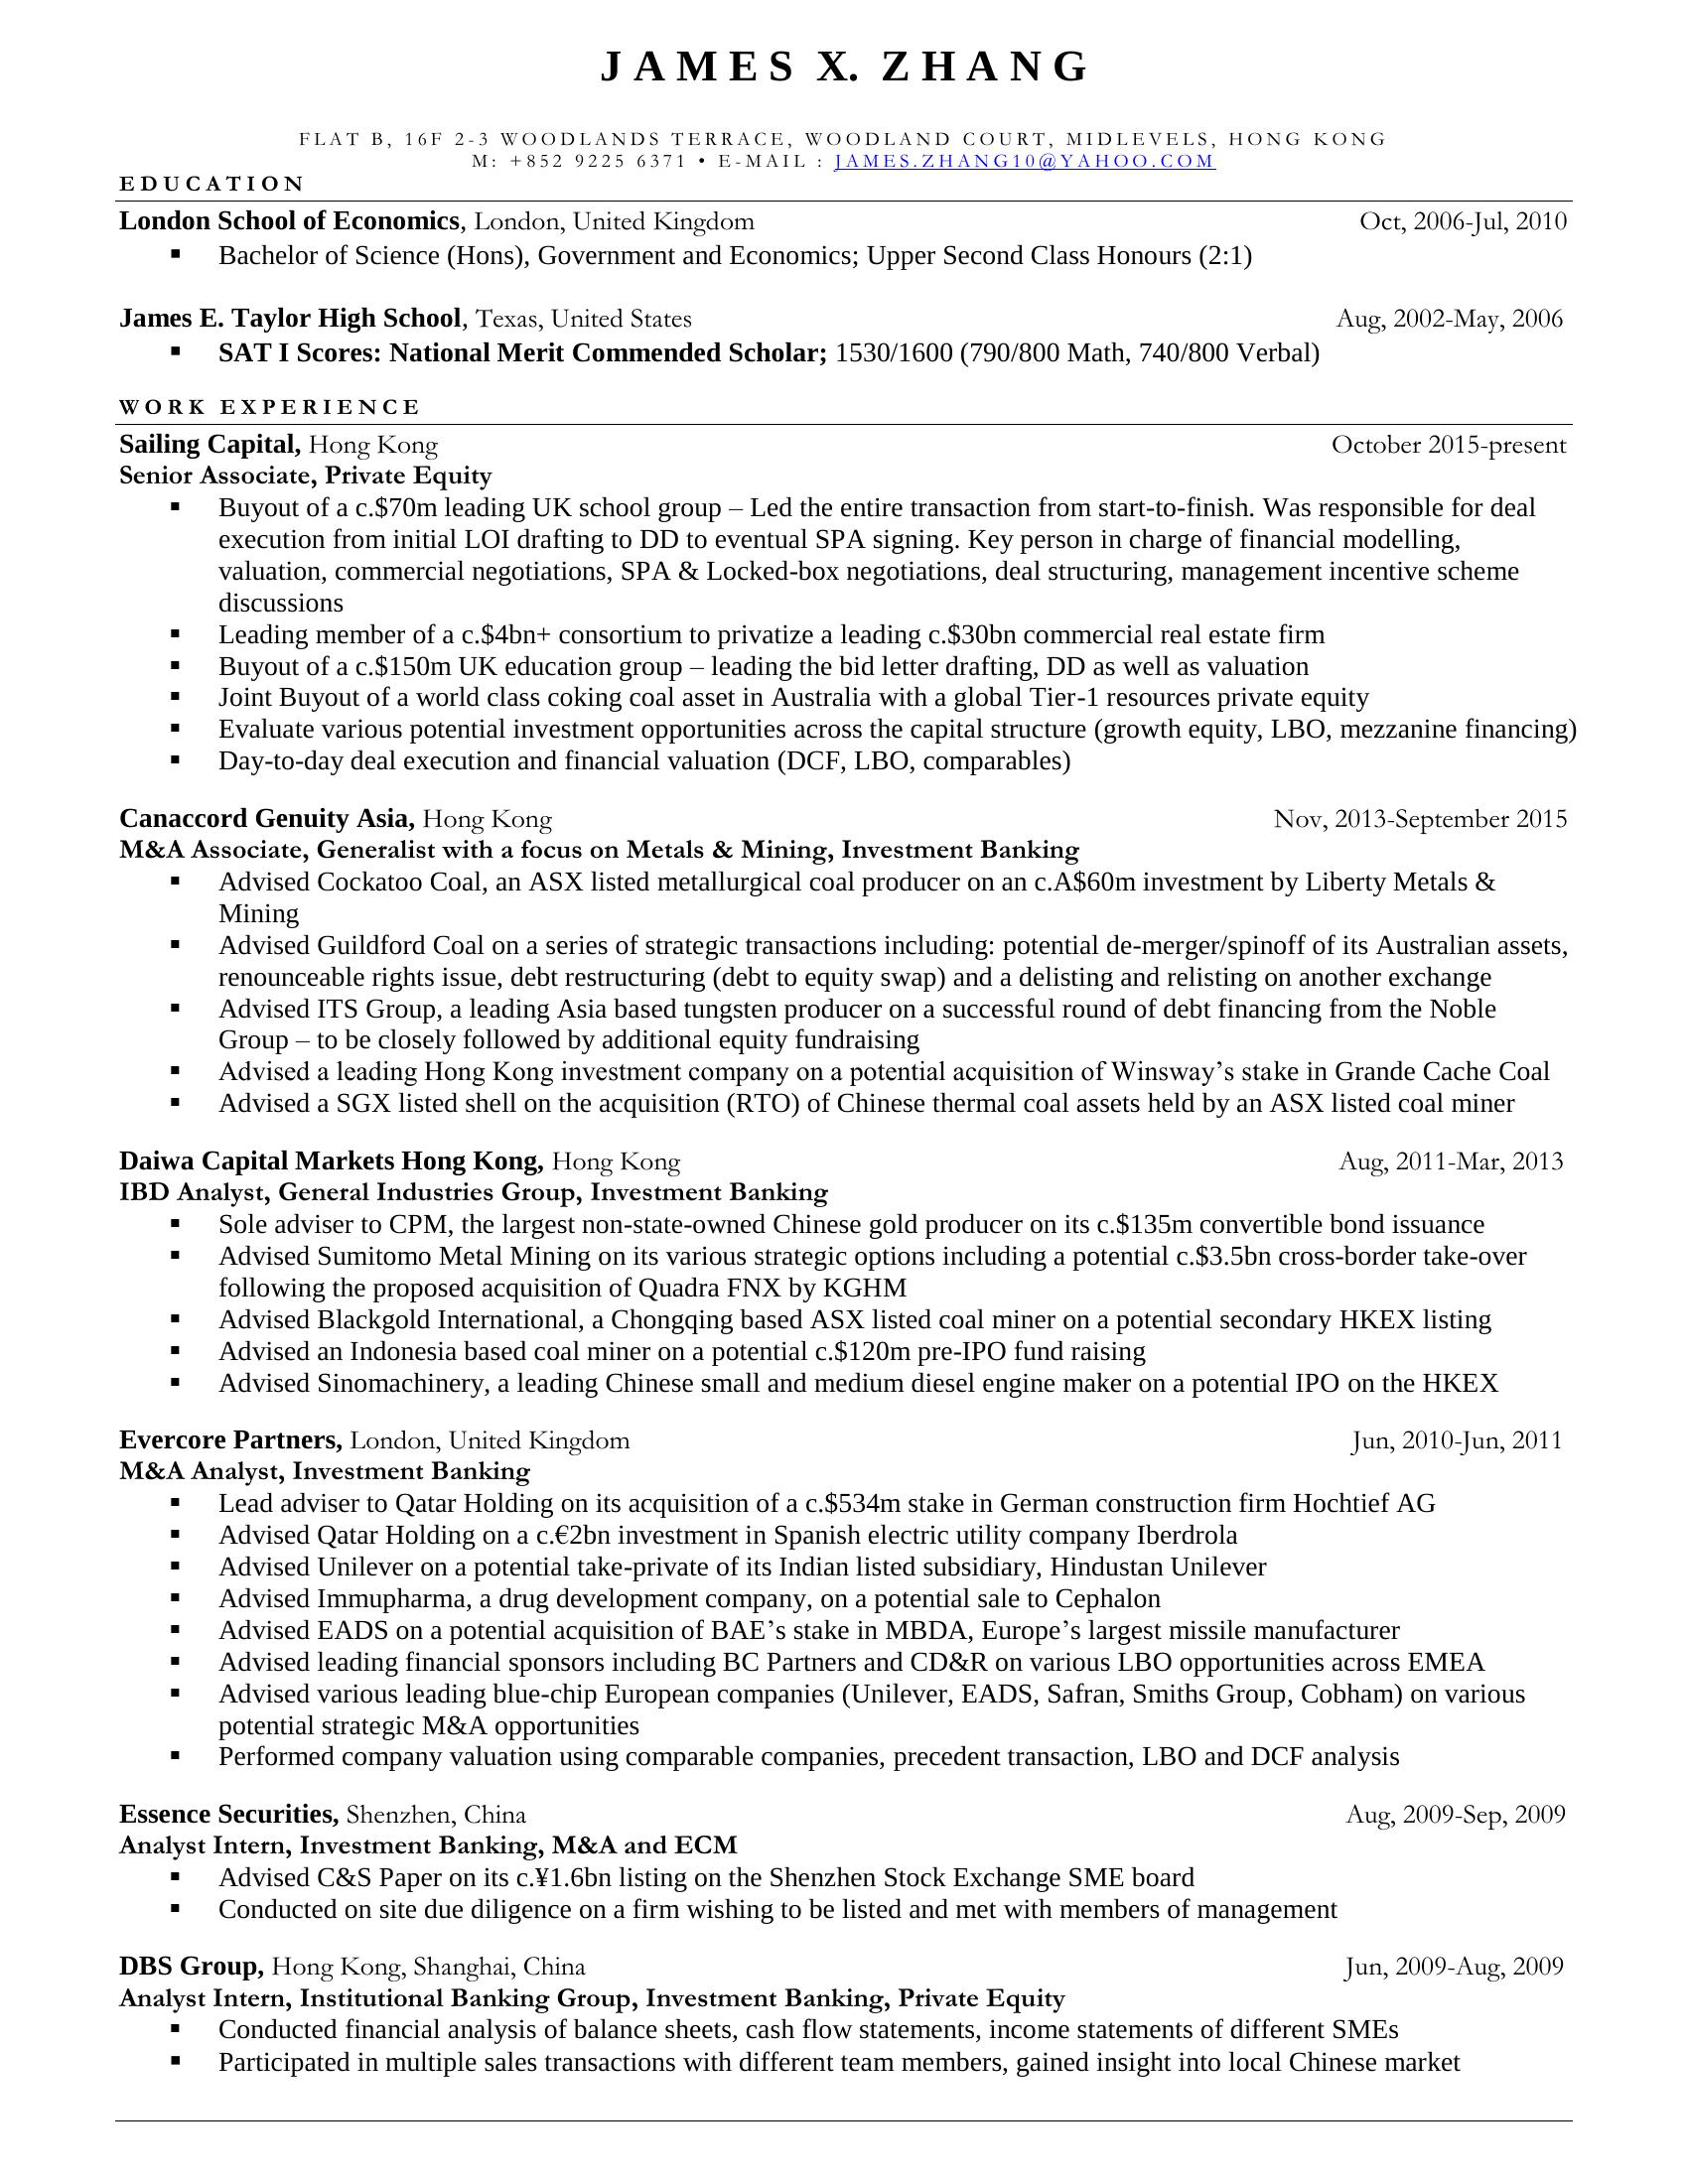 JAMES X. ZHANG
FLAT B, 16F 2-3 WOODLANDS TERRACE, WOODLAND COURT, MIDLEVELS, HONG KONG
M: +852 9225 6371 • E-MAIL : JAMES.ZHANG10@YAHOO.COM
EDUCATION
London School of Economics, London, United Kingdom Oct, 2006-Jul, 2010
▪ Bachelor of Science (Hons), Government and Economics; Upper Second Class Honours (2:1)
James E. Taylor High School, Texas, United States Aug, 2002-May, 2006
▪ SAT I Scores: National Merit Commended Scholar; 1530/1600 (790/800 Math, 740/800 Verbal)
WORK EXPERIENCE
Sailing Capital, Hong Kong October 2015-present
Senior Associate, Private Equity
▪ Buyout of a c.$70m leading UK school group – Led the entire transaction from start-to-finish. Was responsible for deal
execution from initial LOI drafting to DD to eventual SPA signing. Key person in charge of financial modelling,
valuation, commercial negotiations, SPA & Locked-box negotiations, deal structuring, management incentive scheme
discussions
▪ Leading member of a c.$4bn+ consortium to privatize a leading c.$30bn commercial real estate firm
▪ Buyout of a c.$150m UK education group – leading the bid letter drafting, DD as well as valuation
▪ Joint Buyout of a world class coking coal asset in Australia with a global Tier-1 resources private equity
▪ Evaluate various potential investment opportunities across the capital structure (growth equity, LBO, mezzanine financing)
▪ Day-to-day deal execution and financial valuation (DCF, LBO, comparables)
Canaccord Genuity Asia, Hong Kong Nov, 2013-September 2015
M&A Associate, Generalist with a focus on Metals & Mining, Investment Banking
▪ Advised Cockatoo Coal, an ASX listed metallurgical coal producer on an c.A$60m investment by Liberty Metals &
Mining
▪ Advised Guildford Coal on a series of strategic transactions including: potential de-merger/spinoff of its Australian assets,
renounceable rights issue, debt restructuring (debt to equity swap) and a delisting and relisting on another exchange
▪ Advised ITS Group, a leading Asia based tungsten producer on a successful round of debt financing from the Noble
Group – to be closely followed by additional equity fundraising
▪ Advised a leading Hong Kong investment company on a potential acquisition of Winsway’s stake in Grande Cache Coal
▪ Advised a SGX listed shell on the acquisition (RTO) of Chinese thermal coal assets held by an ASX listed coal miner
Daiwa Capital Markets Hong Kong, Hong Kong Aug, 2011-Mar, 2013
IBD Analyst, General Industries Group, Investment Banking
▪ Sole adviser to CPM, the largest non-state-owned Chinese gold producer on its c.$135m convertible bond issuance
▪ Advised Sumitomo Metal Mining on its various strategic options including a potential c.$3.5bn cross-border take-over
following the proposed acquisition of Quadra FNX by KGHM
▪ Advised Blackgold International, a Chongqing based ASX listed coal miner on a potential secondary HKEX listing
▪ Advised an Indonesia based coal miner on a potential c.$120m pre-IPO fund raising
▪ Advised Sinomachinery, a leading Chinese small and medium diesel engine maker on a potential IPO on the HKEX
Evercore Partners, London, United Kingdom Jun, 2010-Jun, 2011
M&A Analyst, Investment Banking
▪ Lead adviser to Qatar Holding on its acquisition of a c.$534m stake in German construction firm Hochtief AG
▪ Advised Qatar Holding on a c.€2bn investment in Spanish electric utility company Iberdrola
▪ Advised Unilever on a potential take-private of its Indian listed subsidiary, Hindustan Unilever
▪ Advised Immupharma, a drug development company, on a potential sale to Cephalon
▪ Advised EADS on a potential acquisition of BAE’s stake in MBDA, Europe’s largest missile manufacturer
▪ Advised leading financial sponsors including BC Partners and CD&R on various LBO opportunities across EMEA
▪ Advised various leading blue-chip European companies (Unilever, EADS, Safran, Smiths Group, Cobham) on various
potential strategic M&A opportunities
▪ Performed company valuation using comparable companies, precedent transaction, LBO and DCF analysis
Essence Securities, Shenzhen, China Aug, 2009-Sep, 2009
Analyst Intern, Investment Banking, M&A and ECM
▪ Advised C&S Paper on its c.¥1.6bn listing on the Shenzhen Stock Exchange SME board
▪ Conducted on site due diligence on a firm wishing to be listed and met with members of management
DBS Group, Hong Kong, Shanghai, China Jun, 2009-Aug, 2009
Analyst Intern, Institutional Banking Group, Investment Banking, Private Equity
▪ Conducted financial analysis of balance sheets, cash flow statements, income statements of different SMEs
▪ Participated in multiple sales transactions with different team members, gained insight into local Chinese market